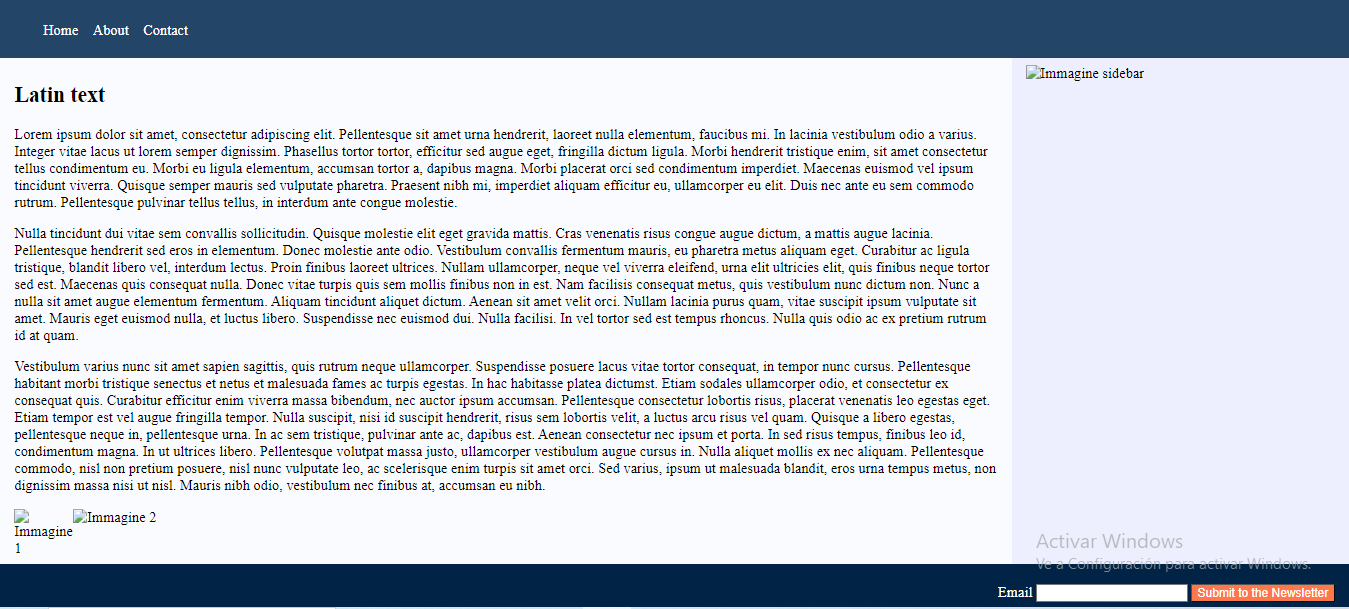 Home About Contact
Immagine sidebar
Latin text
Lorem ipsum dolor sit amet, consectetur adipiscing elit. Pellentesque sit amet urna hendrerit, laoreet nulla elementum, faucibus mi. In lacinia vestibulum odio a varius.
Integer vitae lacus ut lorem semper dignissim. Phasellus tortor tortor, efficitur sed augue eget, fringilla dictum ligula. Morbi hendrerit tristique enim, sit amet consectetur
tellus condimentum eu. Morbi eu ligula elementum, accumsan tortor a, dapibus magna. Morbi placerat orci sed condimentum imperdiet. Maecenas euismod vel ipsum
tincidunt viverra. Quisque semper mauris sed vulputate pharetra. Praesent nibh mi, imperdiet aliquam efficitur eu, ullamcorper eu elit. Duis nec ante eu sem commodo
rutrum. Pellentesque pulvinar tellus tellus, in interdum ante congue molestie.
Nulla tincidunt dui vitae sem convallis sollicitudin. Quisque molestie elit eget gravida mattis. Cras venenatis risus congue augue dictum, a mattis augue lacinia.
Pellentesque hendrerit sed eros in elementum. Donec molestie ante odio. Vestibulum convallis fermentum mauris, eu pharetra metus aliquam eget. Curabitur ac ligula
tristique, blandit libero vel, interdum lectus. Proin finibus laoreet ultrices. Nullam ullamcorper, neque vel viverra eleifend, urna elit ultricies elit, quis finibus neque tortor
sed est. Maecenas quis consequat nulla. Donec vitae turpis quis sem mollis finibus non in est. Nam facilisis consequat metus, quis vestibulum nunc dictum non. Nunc a
nulla sit amet augue elementum fermentum. Aliquam tincidunt aliquet dictum. Aenean sit amet velit orci. Nullam lacinia purus quam, vitae suscipit ipsum vulputate sit
amet. Mauris eget euismod nulla, et luctus libero. Suspendisse nec euismod dui. Nulla facilisi. In vel tortor sed est tempus rhoncus. Nulla quis odio ac ex pretium rutrum
id at quam.
Vestibulum varius nunc sit amet sapien sagittis, quis rutrum neque ullamcorper. Suspendisse posuere lacus vitae tortor consequat, in tempor nunc cursus. Pellentesque
habitant morbi tristique senectus et netus et malesuada fames ac turpis egestas. In hac habitasse platea dictumst. Etiam sodales ullamcorper odio, et consectetur ex
consequat quis. Curabitur efficitur enim viverra massa bibendum, nec auctor ipsum accumsan. Pellentesque consectetur lobortis risus, placerat venenatis leo egestas eget.
Etiam tempor est vel augue fringilla tempor. Nulla suscipit, nisi id suscipit hendrerit, risus sem lobortis velit, a luctus arcu risus vel quam. Quisque a libero egestas,
pellentesque neque in, pellentesque urna. In ac sem tristique, pulvinar ante ac, dapibus est. Aenean consectetur nec ipsum et porta. In sed risus tempus, finibus leo id,
condimentum magna. In ut ultrices libero. Pellentesque volutpat massa justo, ullamcorper vestibulum augue cursus in. Nulla aliquet mollis ex nec aliquam. Pellentesque
commodo, nisl non pretium posuere, nisl nunc vulputate leo, ac scelerisque enim turpis sit amet orci. Sed varius, ipsum ut malesuada blandit, eros urna tempus metus, non
dignissim massa nisi ut nisl. Mauris nibh odio, vestibulum nec finibus at, accumsan eu nibh.
Immagine
1
Immagine 2
Activar Windows
Ve a Configuración para activar Windows.
Email Submit to the Newsletter